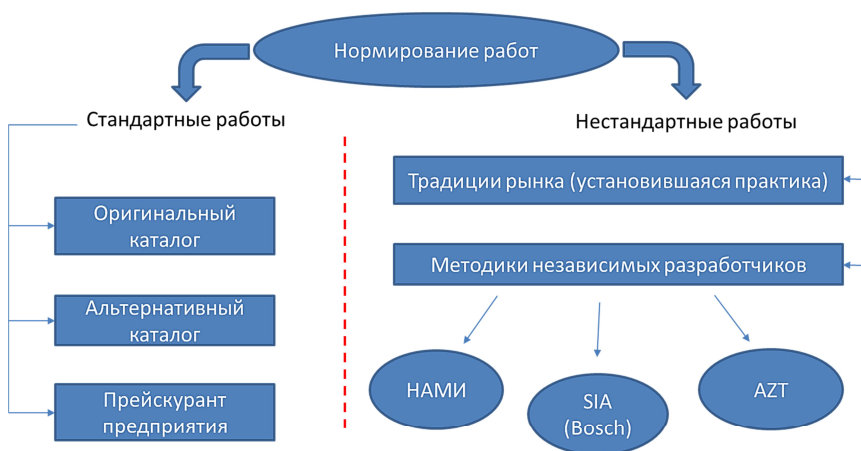 Нормирование работ
Стандартные работы
Оригинальный
каталог
Альтернативный
каталог
Прейскурант
предприятия
Нестандартные работы
Традиции рынка (установившаяся практика)
Методики независимых разработчиков
НАМИ
SIA
(Bosch)
AZT